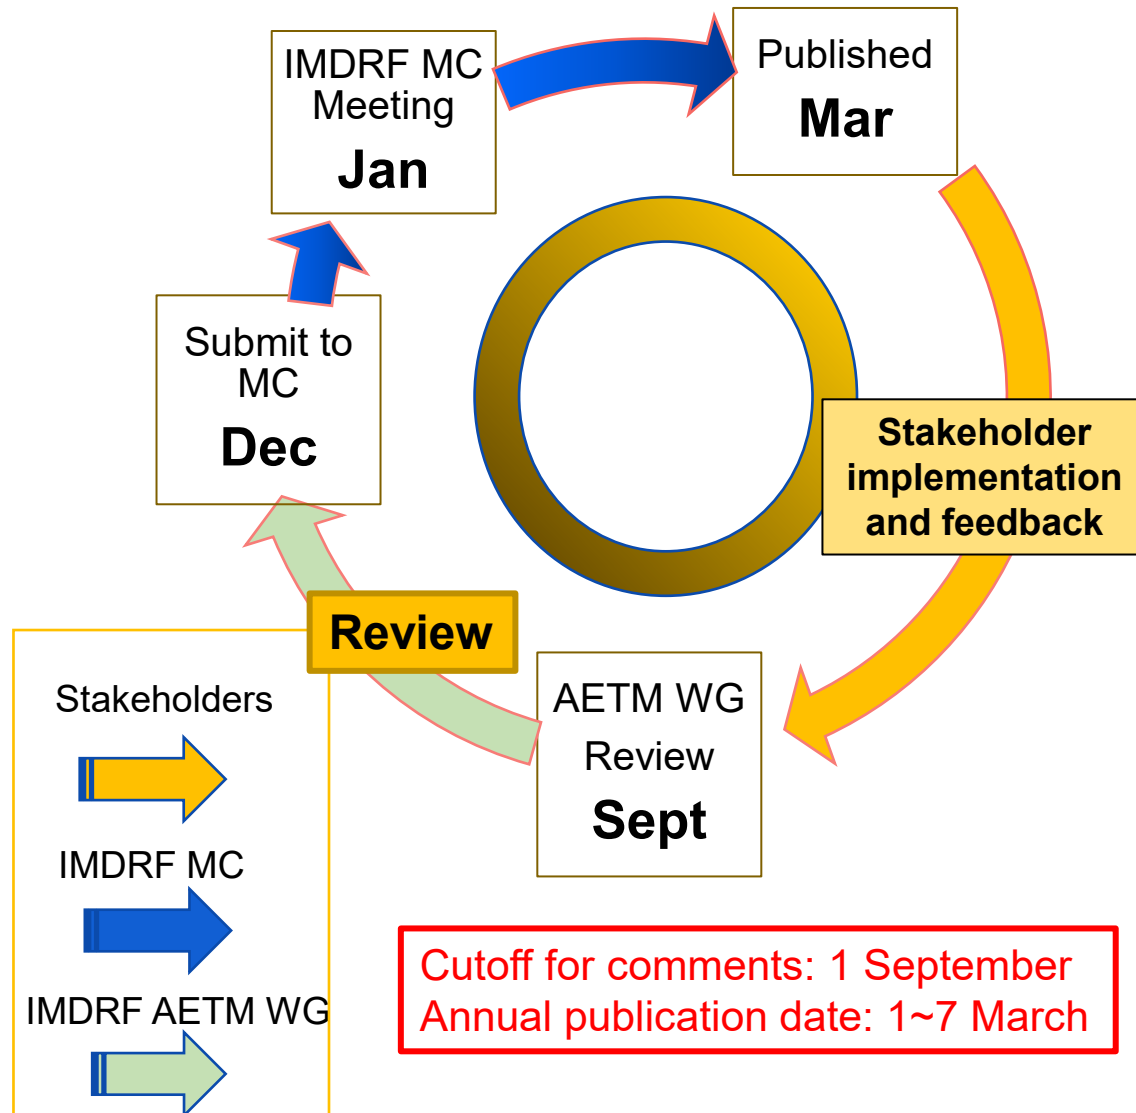 IMDRF MC
Meeting
Jan
Published
Mar
Submit to
MC
Dec
Stakeholder
implementation
and feedback
Review
AETM WG
Review
Sept
Stakeholders
IMDRF MC
IMDRF AETM WG
Cutoff for comments: 1 September
Annual publication date: 1~7 March